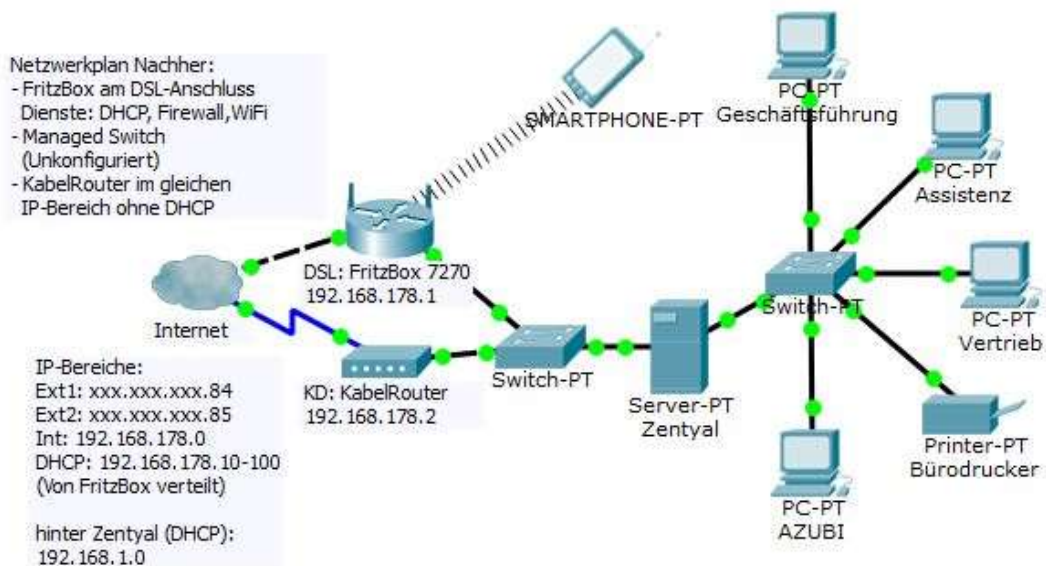 Netzwerkplan Nachher:
- FritzBox am DSL-Anschluss
Dienste: DHCP, Firewall,WiFi
- Managed Switch
(Unkonfiguriert)
- KabelRouter im gleichen
IP-Bereich ohne DHCP
SMARTPHONE-PT
PC-PT
Geschäftsführung
PC-PT
Assistenz
DSL: FritzBox 7270
192.168.178.1
Internet
Switch-PT
PC-PT
Vertrieb
Switch-PT
KD: KabelRouter
192.168.178.2
Server-PT
Zentyal
Printer-PT
Bürodrucker
PC-PT
AZUBI
IP-Bereiche:
Ext1: xxx.xxx.xxx.84
Ext2: xxx.xxx.xxx.85
Int: 192.168.178.0
DHCP: 192.168.178.10-100
(Von FritzBox verteilt)
hinter Zentyal (DHCP):
192.168.1.0